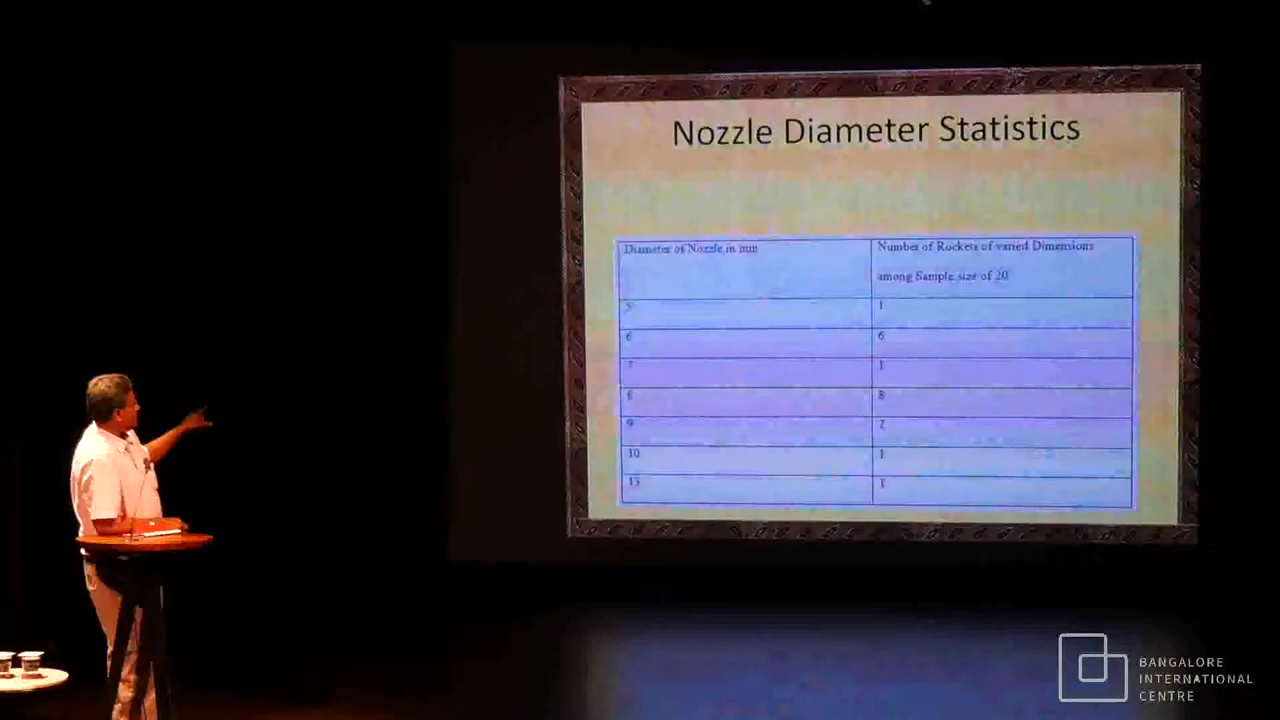 Nozzle Diameter Statistics
Diameter of Nozzle in mm
Number of Rockets of varied Dimensions
among Sample size of 20
5 1
6 6
7 1
8 8
9 2
10 1
15 1
BANGALORE
INTERNATIONAL
CENTRE